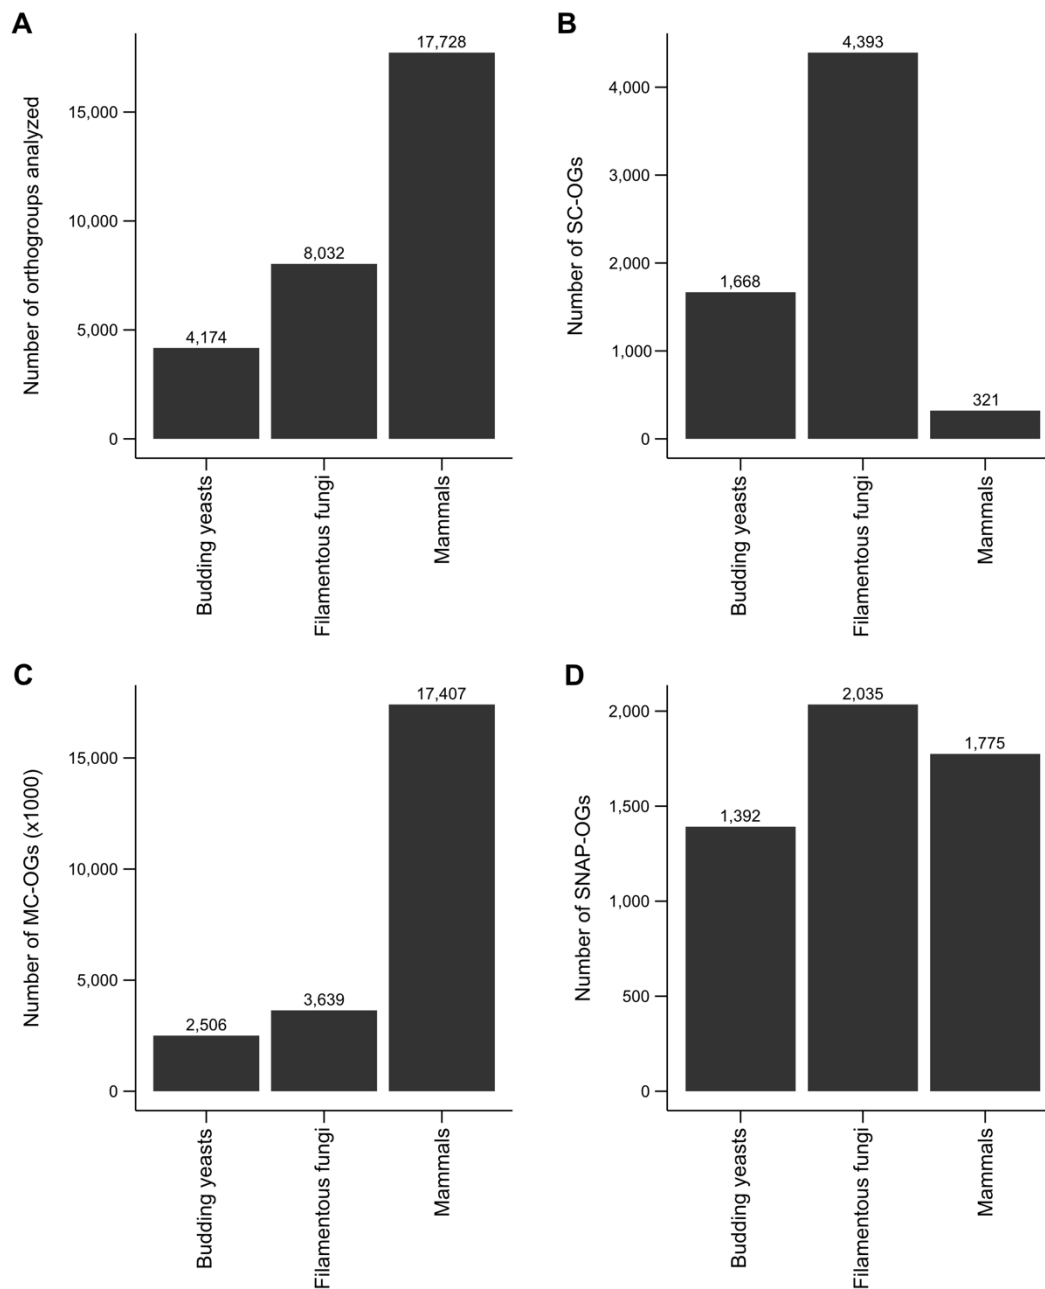 A
Number of orthogroups analyzed
15,000
10,000
5,000
0
4,174
8,032
17,728
Budding yeasts
Filamentous fungi
Mammals
B
Number of SC-OGs
4,000
3,000
2,000
1,000
0
1,668
4,393
321
Budding yeasts
Filamentous fungi
Mammals
C
Number of MC-OGs (x1000)
15,000
10,000
5,000
0
2,506
3,639
17,407
Budding yeasts
Filamentous fungi
Mammals
D
Number of SNAP-OGs
2,000
1,500
1,000
500
0
1,392
2,035
1,775
Budding yeasts
Filamentous fungi
Mammals